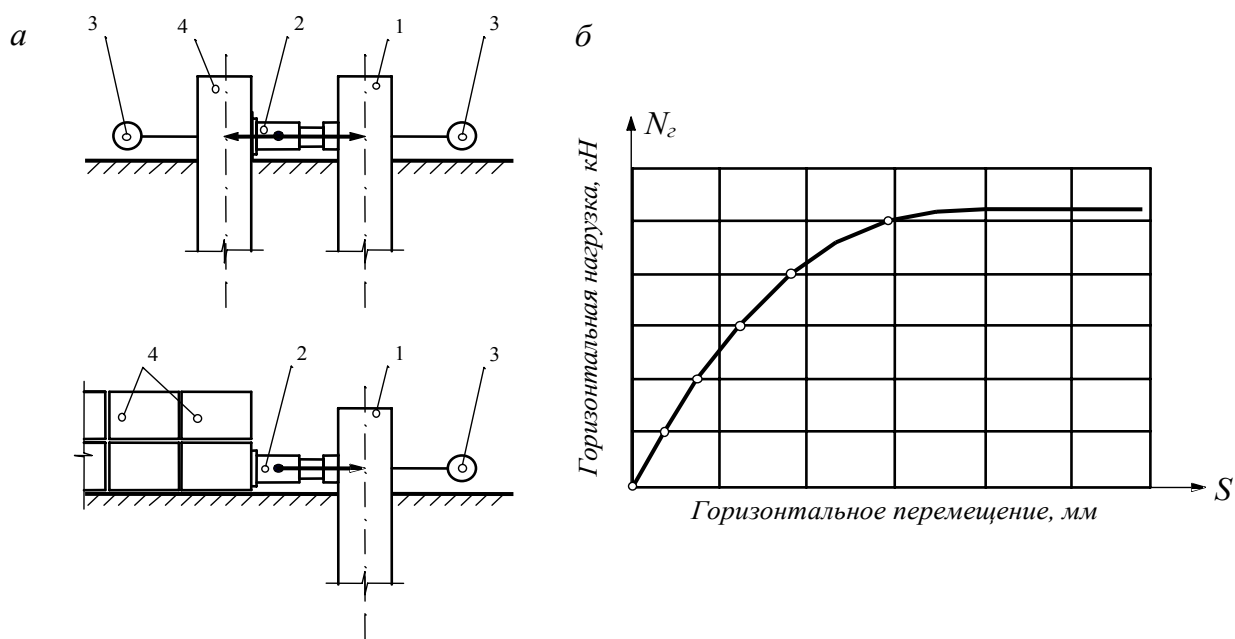 а
3
4
2
1
3
4
2
1
3
б
N_г
Горизонтальная нагрузка, кН
S
Горизонтальное перемещение, мм